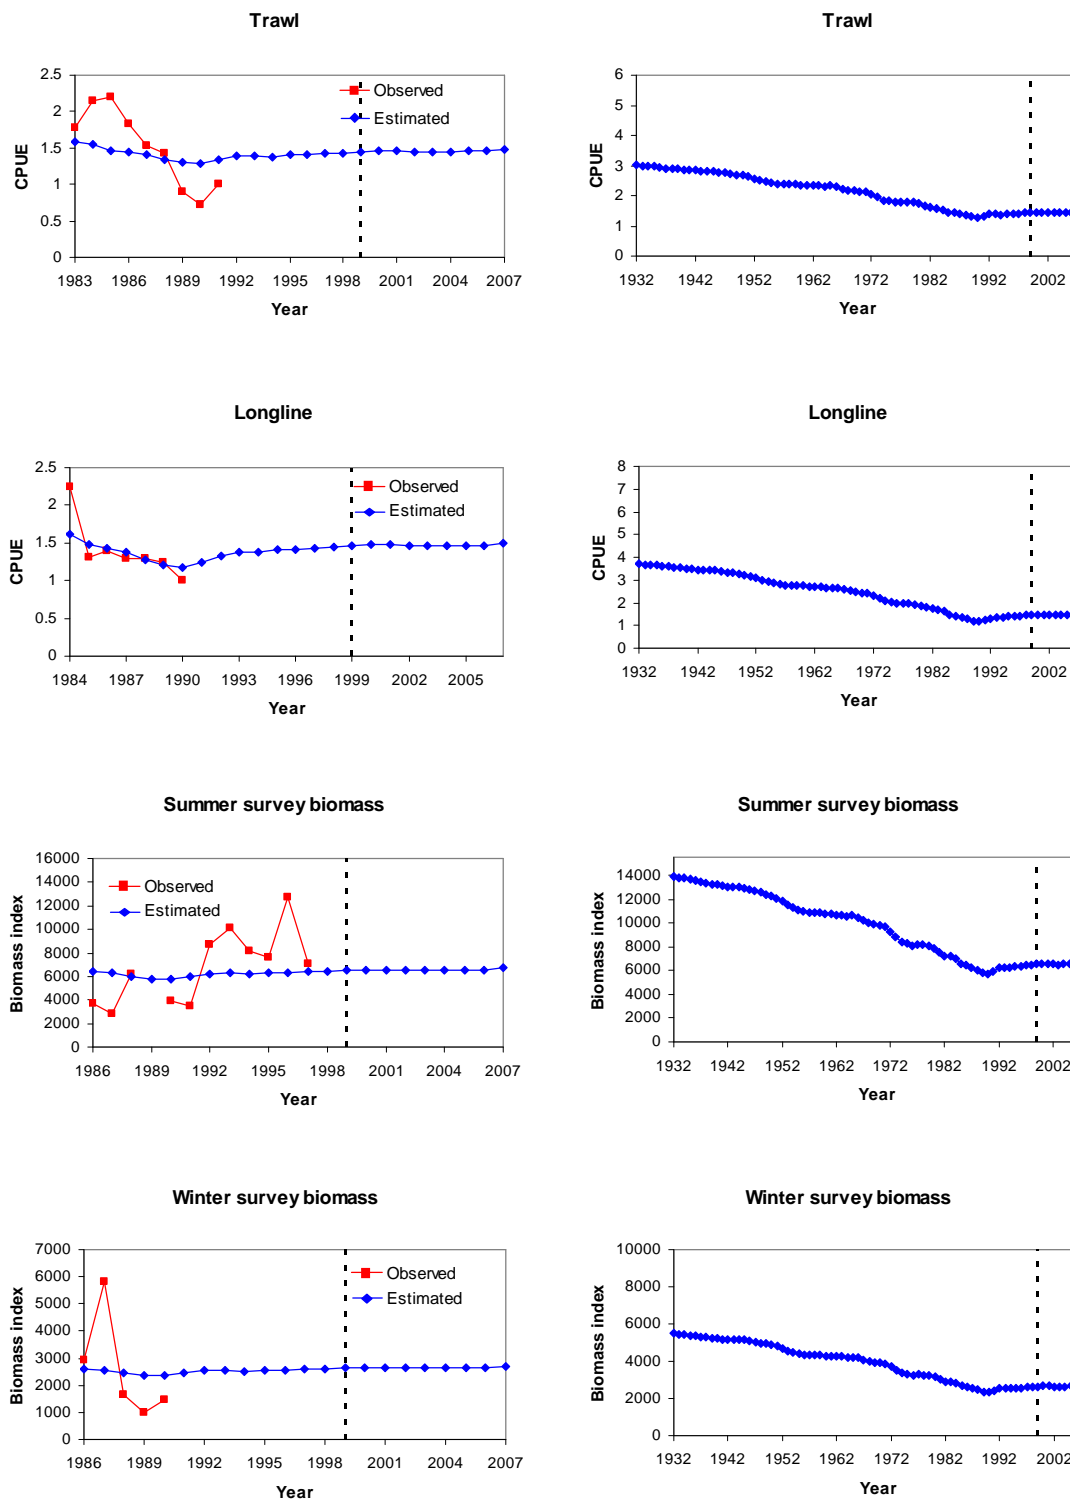 Trawl
2.5
2
1.5
1
0.5
0
CPUE
Observed
Estimated
1983 1986 1989 1992 1995 1998 2001 2004 2007
Year
Trawl
6
5
4
3
2
1
0
CPUE
1932 1942 1952 1962 1972 1982 1992 2002
Year
Longline
2.5
2
1.5
1
0.5
0
CPUE
Observed
Estimated
1984 1987 1990 1993 1996 1999 2002 2005
Year
Longline
8
7
6
5
4
3
2
1
0
CPUE
1932 1942 1952 1962 1972 1982 1992 2002
Year
Summer survey biomass
16000
14000
12000
10000
8000
6000
4000
2000
0
Biomass index
Observed
Estimated
1986 1989 1992 1995 1998 2001 2004 2007
Year
Summer survey biomass
14000
12000
10000
8000
6000
4000
2000
0
Biomass index
1932 1942 1952 1962 1972 1982 1992 2002
Year
Winter survey biomass
7000
6000
5000
4000
3000
2000
1000
0
Biomass index
Observed
Estimated
1986 1989 1992 1995 1998 2001 2004 2007
Year
Winter survey biomass
10000
8000
6000
4000
2000
0
Biomass index
1932 1942 1952 1962 1972 1982 1992 2002
Year